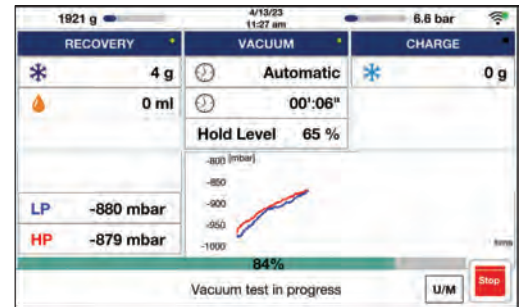 1921 g 4/13/23 6.6 bar
11:27 am
RECOVERY VACUUM CHARGE
4 g Automatic 0 g
0 ml 00':06"
Hold Level 65 %
-800 [mbar]
-850
-900
-950
-1000
LP -880 mbar
HP -879 mbar
84%
Vacuum test in progress U/M Stop